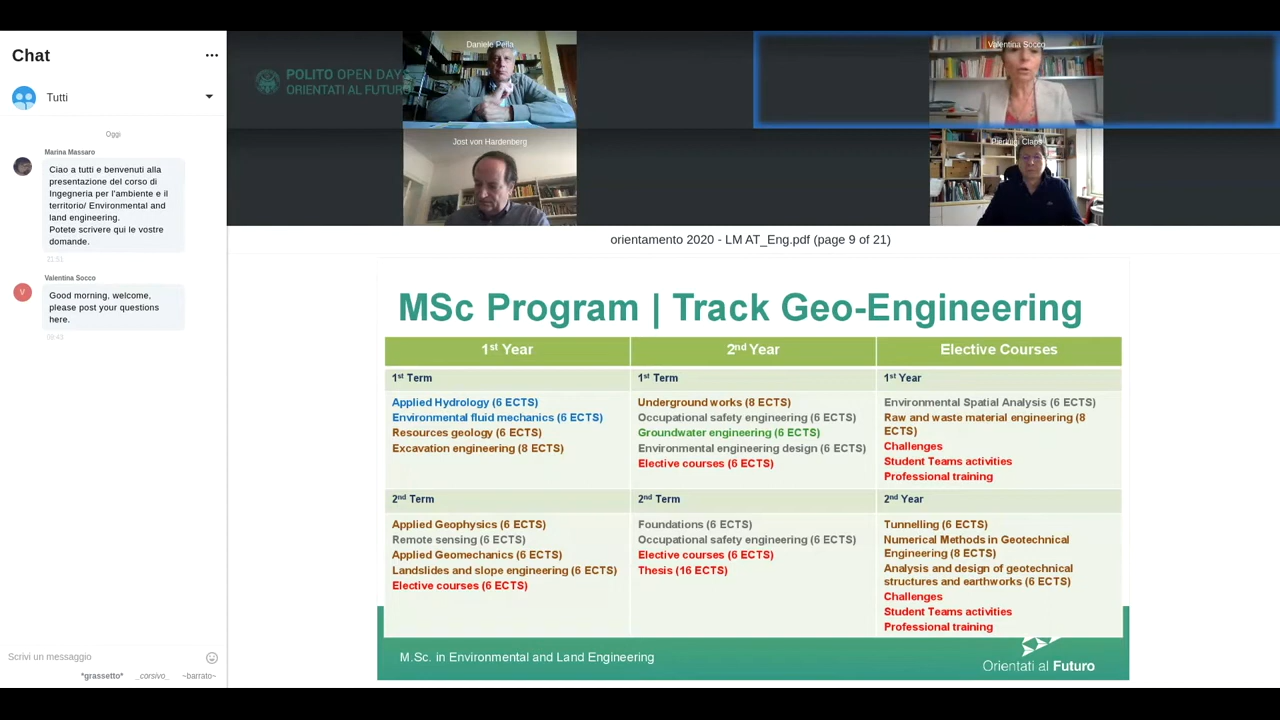 Chat
Tutti
Oggi
Marina Massaro
Ciao a tutti e benvenuti alla
presentazione del corso di
Ingegneria per l'ambiente e il
territorio/ Environmental and
land engineering.
Potete scrivere qui le vostre
domande.
21:51
Valentina Socco
V
Good morning, welcome,
please post your questions
here.
09:43
Scrivi un messaggio
*grassetto* _corsivo_ ~barrato~
POLITO OPEN DAYS
ORIENTATI AL FUTURO
Daniele Pella
Valentina Socco
Jost von Hardenberg
Pierluigi Claps
orientamento 2020 - LM AT_Eng.pdf (page 9 of 21)
MSc Program | Track Geo-Engineering
1st Year
2nd Year
Elective Courses
1st Term
1st Term
1st Year
Applied Hydrology (6 ECTS)
Environmental fluid mechanics (6 ECTS)
Resources geology (6 ECTS)
Excavation engineering (8 ECTS)
Underground works (8 ECTS)
Occupational safety engineering (6 ECTS)
Groundwater engineering (6 ECTS)
Environmental engineering design (6 ECTS)
Elective courses (6 ECTS)
Environmental Spatial Analysis (6 ECTS)
Raw and waste material engineering (8
ECTS)
Challenges
Student Teams activities
Professional training
2nd Term
2nd Term
2nd Year
Applied Geophysics (6 ECTS)
Remote sensing (6 ECTS)
Applied Geomechanics (6 ECTS)
Landslides and slope engineering (6 ECTS)
Elective courses (6 ECTS)
Foundations (6 ECTS)
Occupational safety engineering (6 ECTS)
Elective courses (6 ECTS)
Thesis (16 ECTS)
Tunnelling (6 ECTS)
Numerical Methods in Geotechnical
Engineering (8 ECTS)
Analysis and design of geotechnical
structures and earthworks (6 ECTS)
Challenges
Student Teams activities
Professional training
M.Sc. in Environmental and Land Engineering
Orientati al Futuro